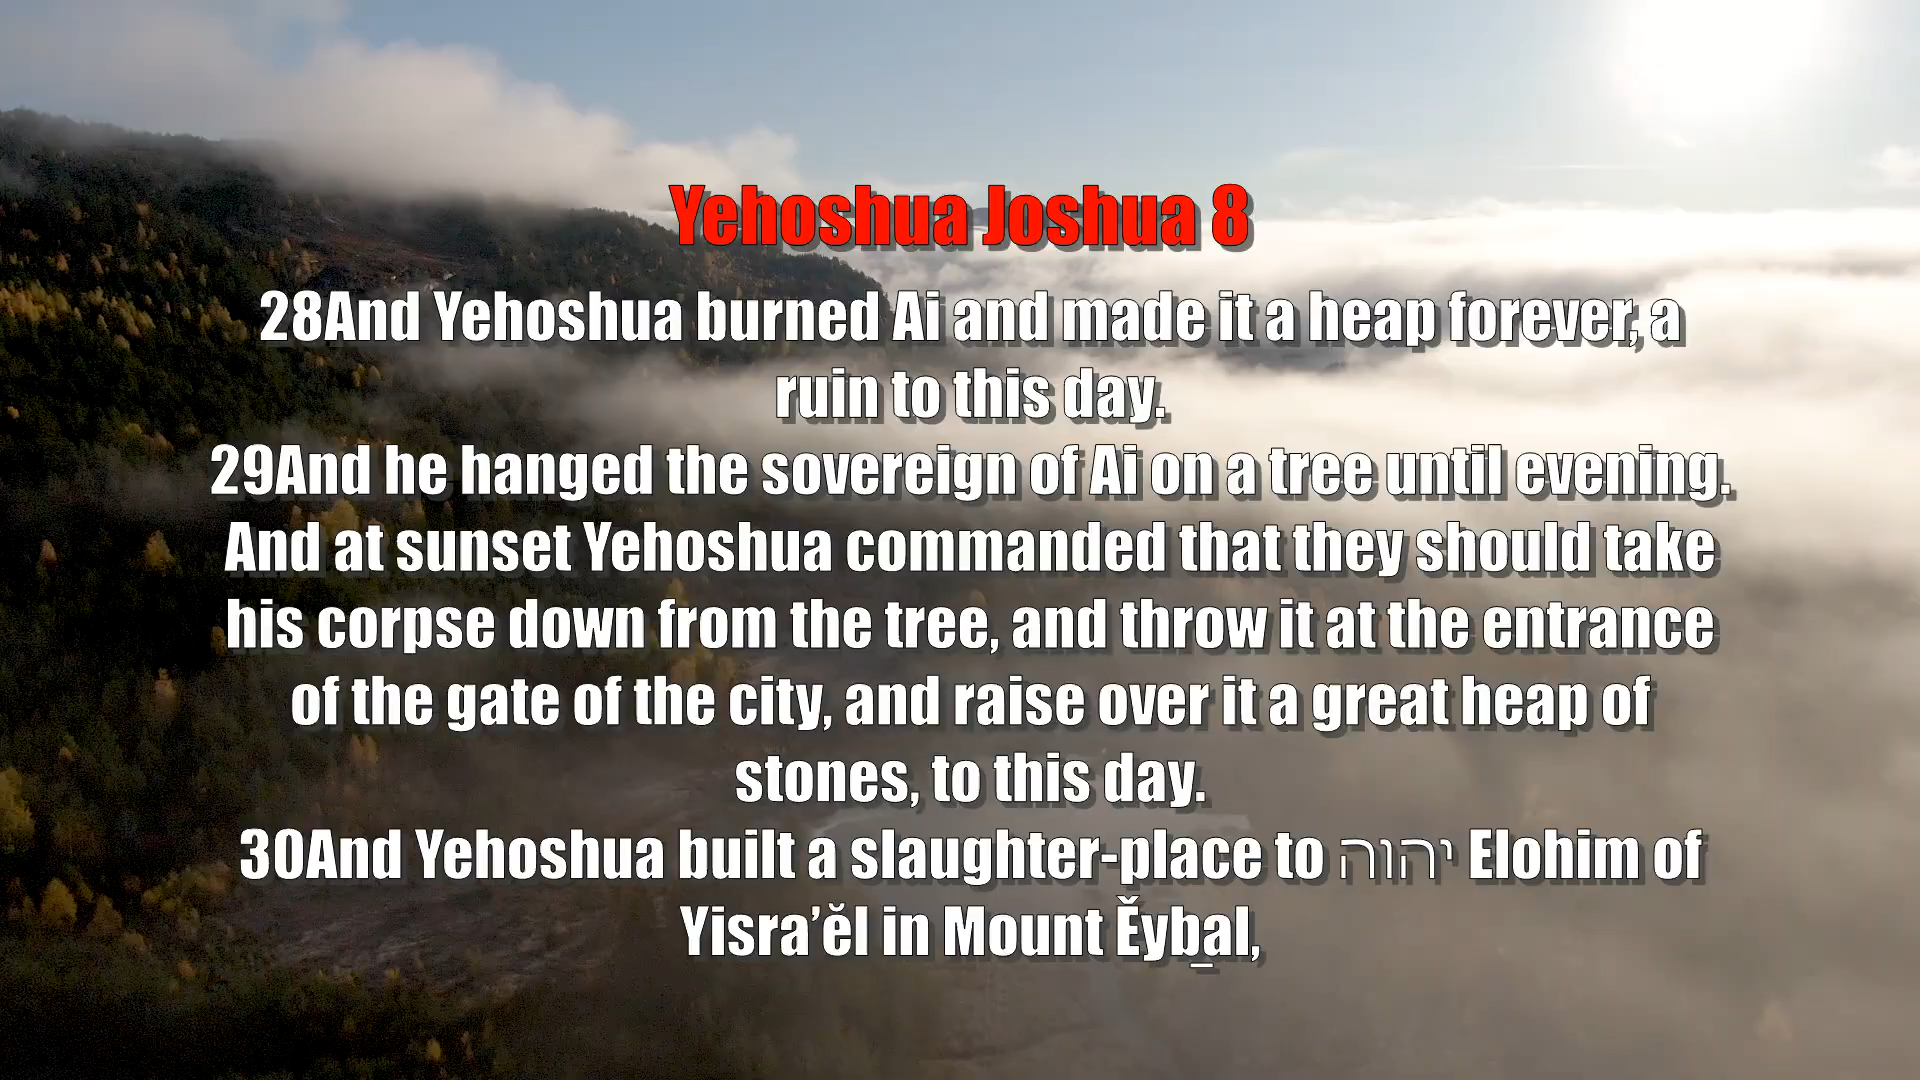 Yehoshua Joshua 8
28And Yehoshua burned Ai and made it a heap forever, a
ruin to this day.
29And he hanged the sovereign of Ai on a tree until evening.
And at sunset Yehoshua commanded that they should take
his corpse down from the tree, and throw it at the entrance
of the gate of the city, and raise over it a great heap of
stones, to this day.
30And Yehoshua built a slaughter-place to יהוה Elohim of
Yisra’ĕl in Mount Ěyḇal,